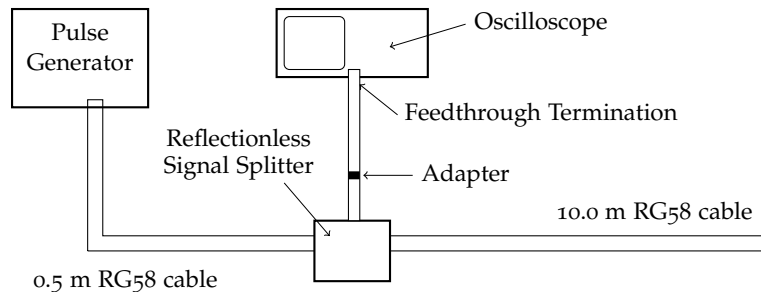 Pulse
Generator
Oscilloscope
Feedthrough Termination
Reflectionless
Signal Splitter
Adapter
10.0 m RG58 cable
0.5 m RG58 cable